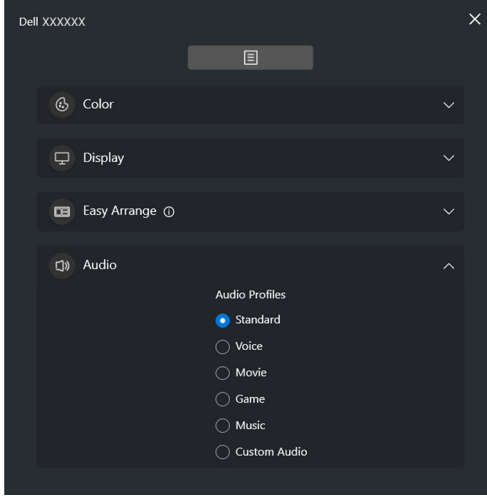 Dell XXXXXX
Color
Display
Easy Arrange
Audio
Audio Profiles
Standard
Voice
Movie
Game
Music
Custom Audio